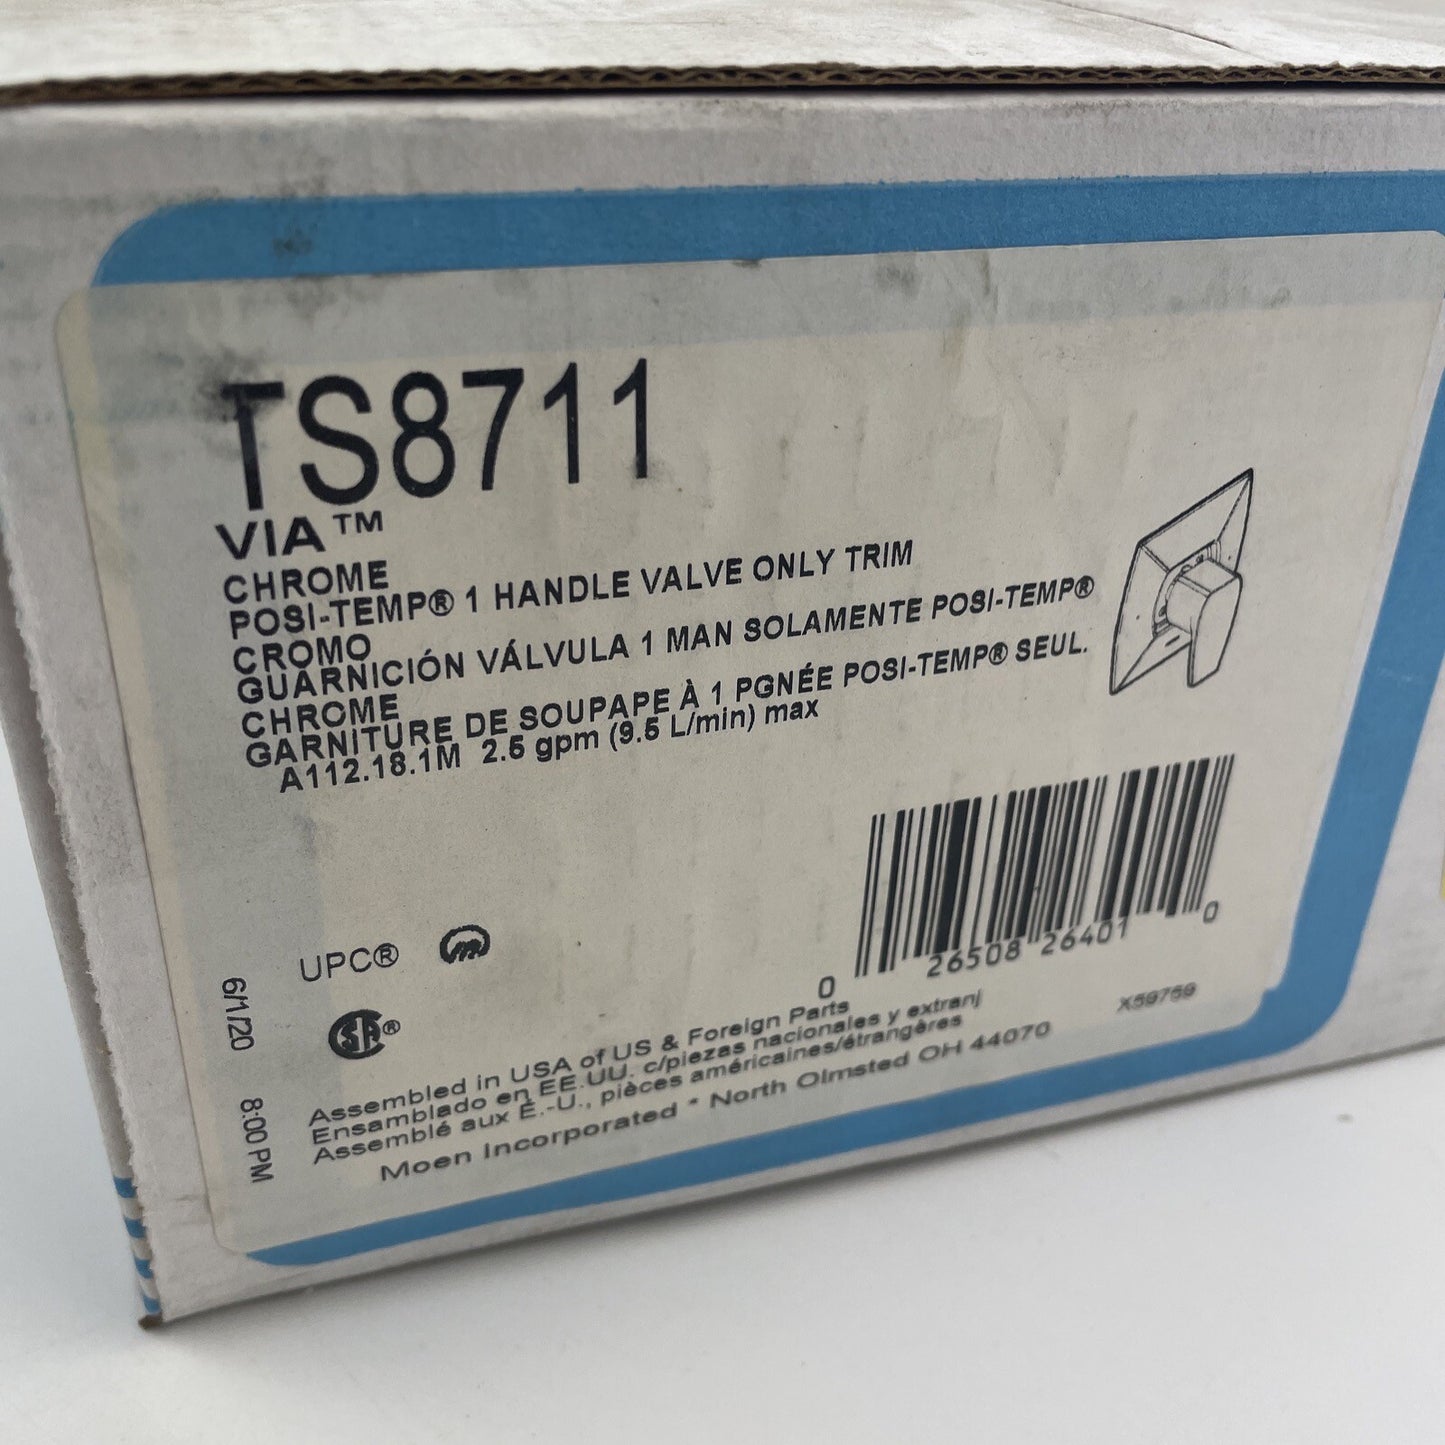 TS8711
VIA™
CHROME
POSI-TEMP® 1 HANDLE VALVE ONLY TRIM
CROMO
GUARNICIÓN VÁLVULA 1 MAN SOLAMENTE POSI-TEMP®
CHROME
GARNITURE DE SOUPAPE À 1 PGNÉE POSI-TEMP® SEUL.
A112.18.1M 2.5 gpm (9.5 L/min) max
UPC®
SA®
0 26508 26401 0
X59759
6/1/20 8:00 PM
Assembled in USA of US & Foreign Parts
Ensamblado en EE.UU. c/piezas nacionales y extranj
Assemblé aux É.-U., pièces américaines/étrangères
Moen Incorporated * North Olmsted OH 44070